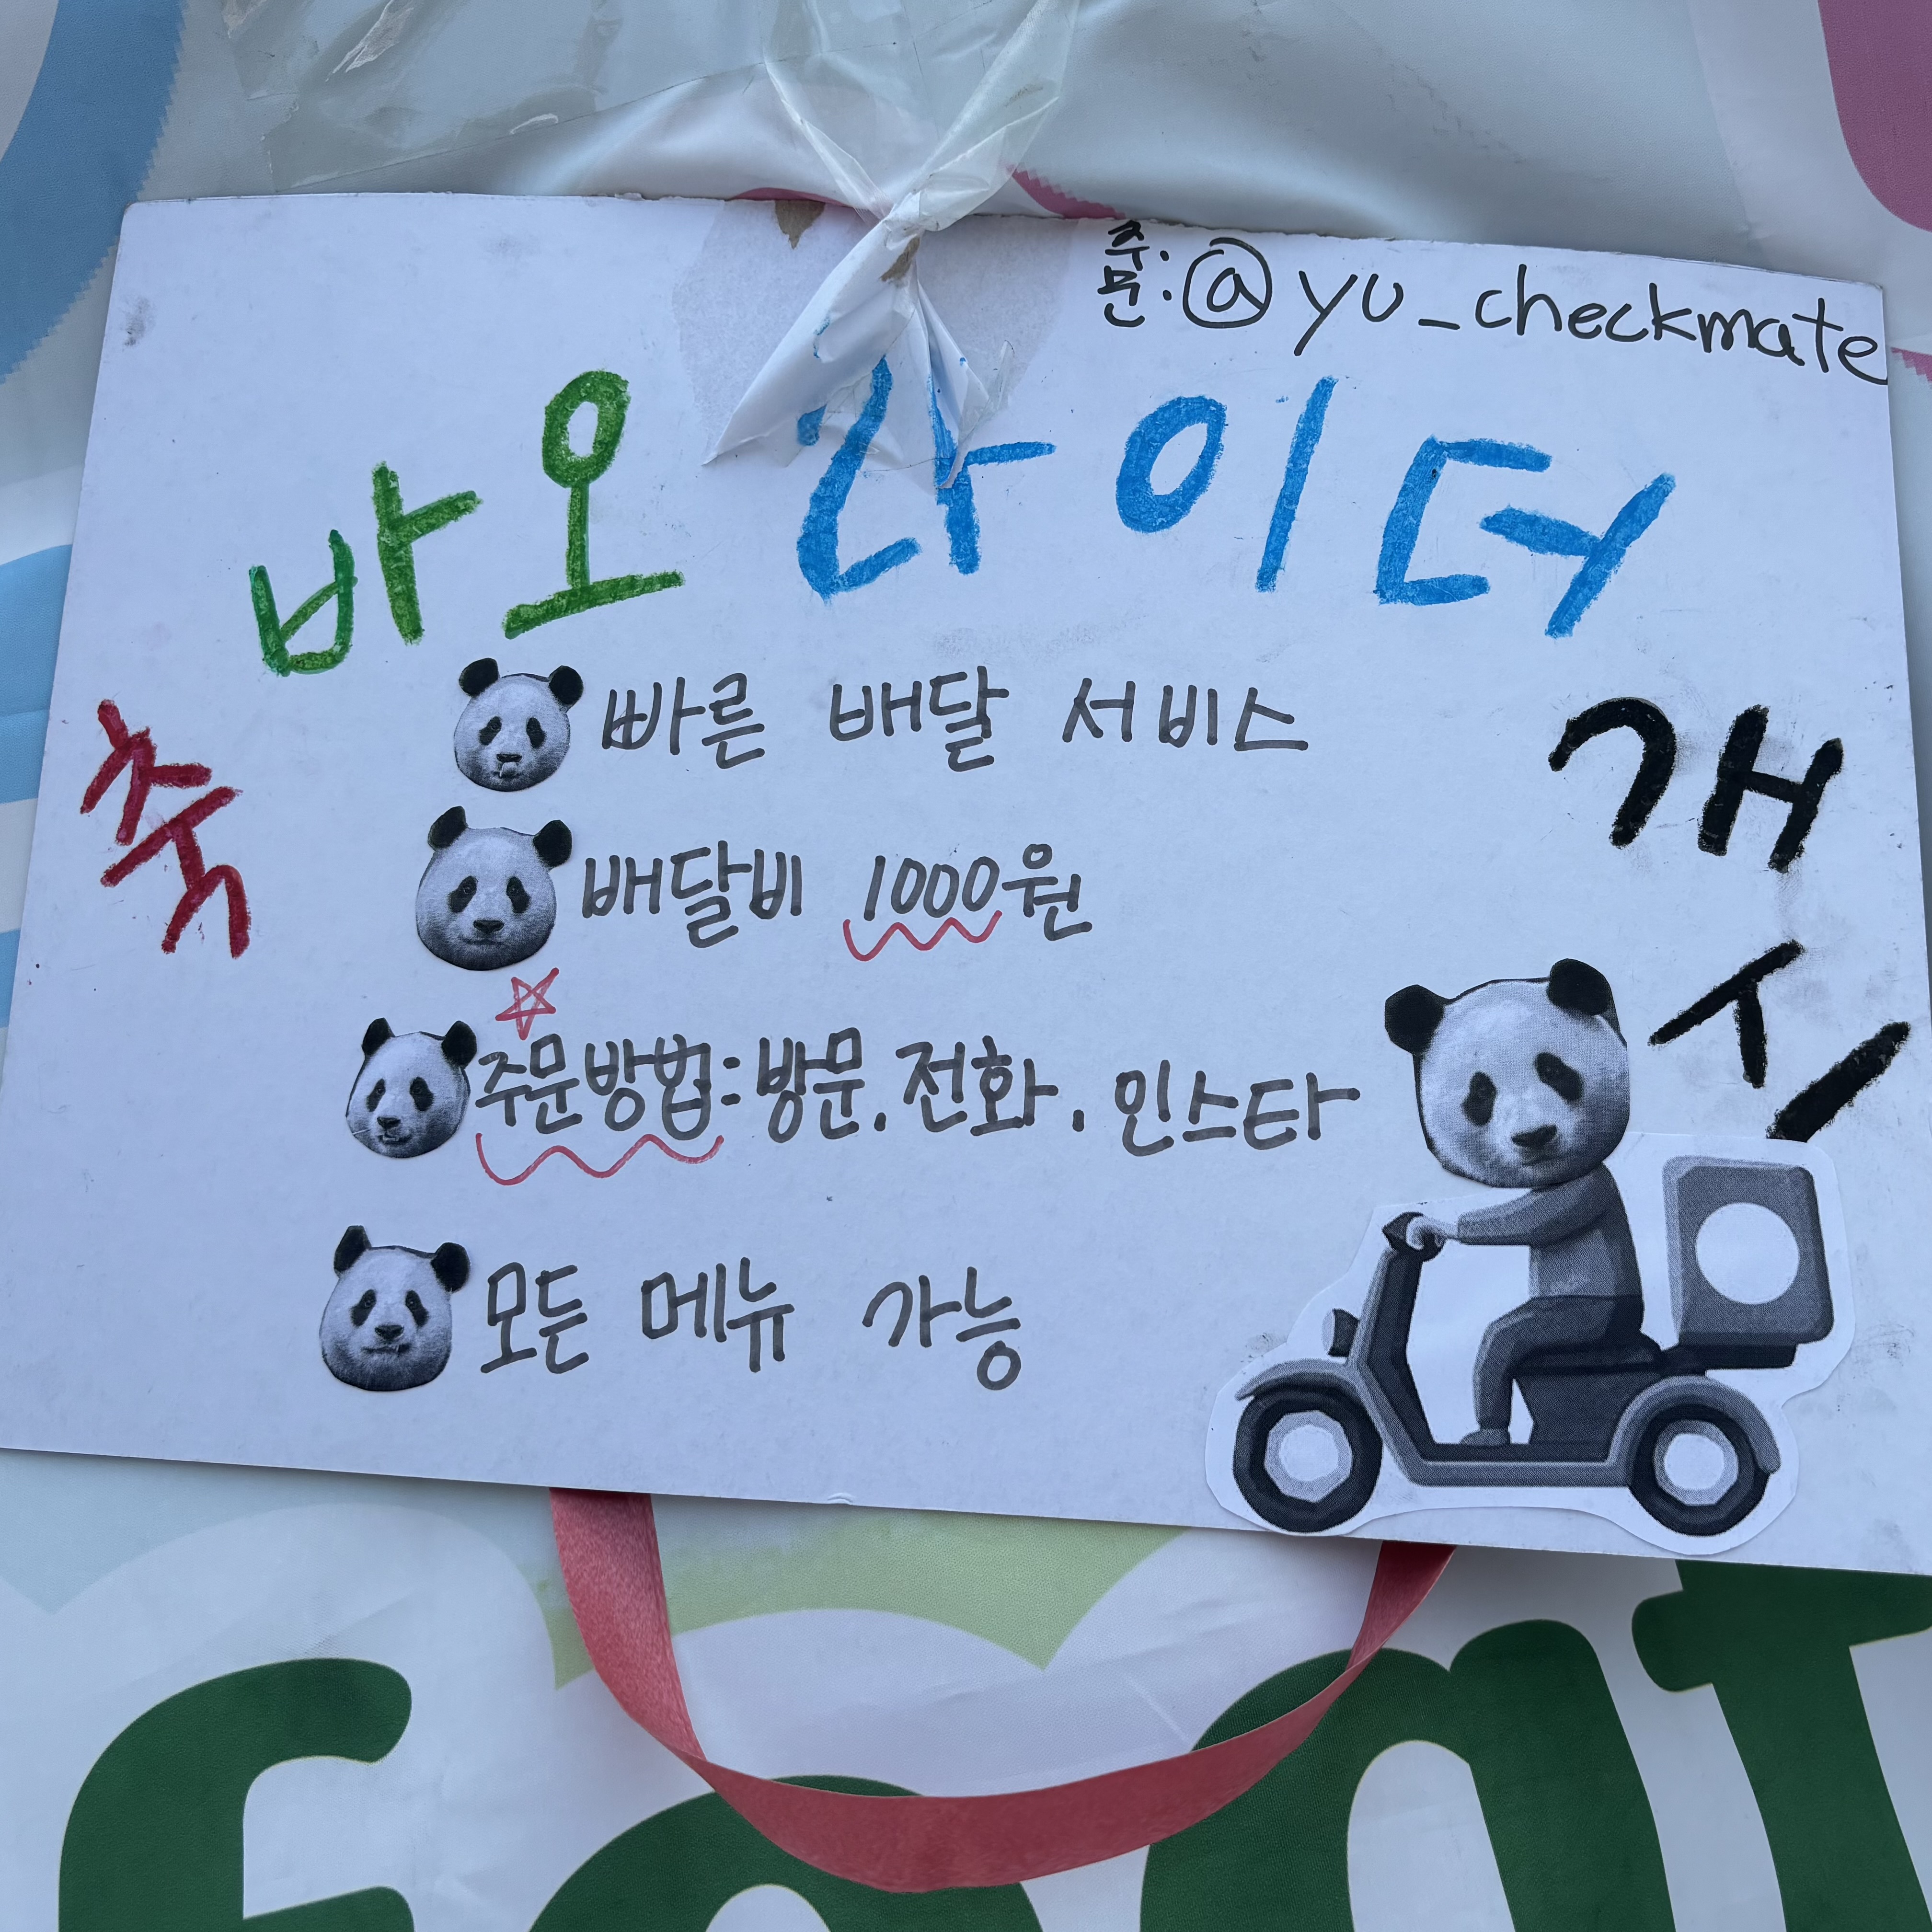 주문: @yu_checkmate
바오 라이더
축
개시
빠른 배달 서비스
배달비 1000원
주문방법: 방문. 전화. 인스타
모든 메뉴 가능